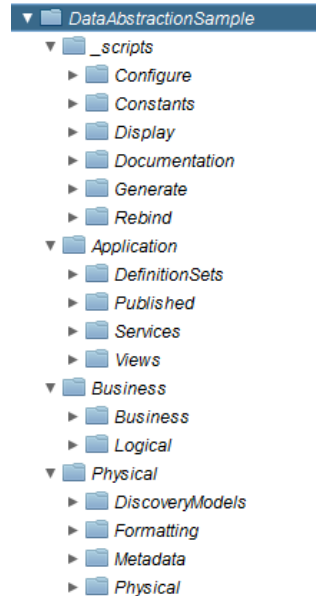 DataAbstractionSample
_scripts
Configure
Constants
Display
Documentation
Generate
Rebind
Application
DefinitionSets
Published
Services
Views
Business
Business
Logical
Physical
DiscoveryModels
Formatting
Metadata
Physical